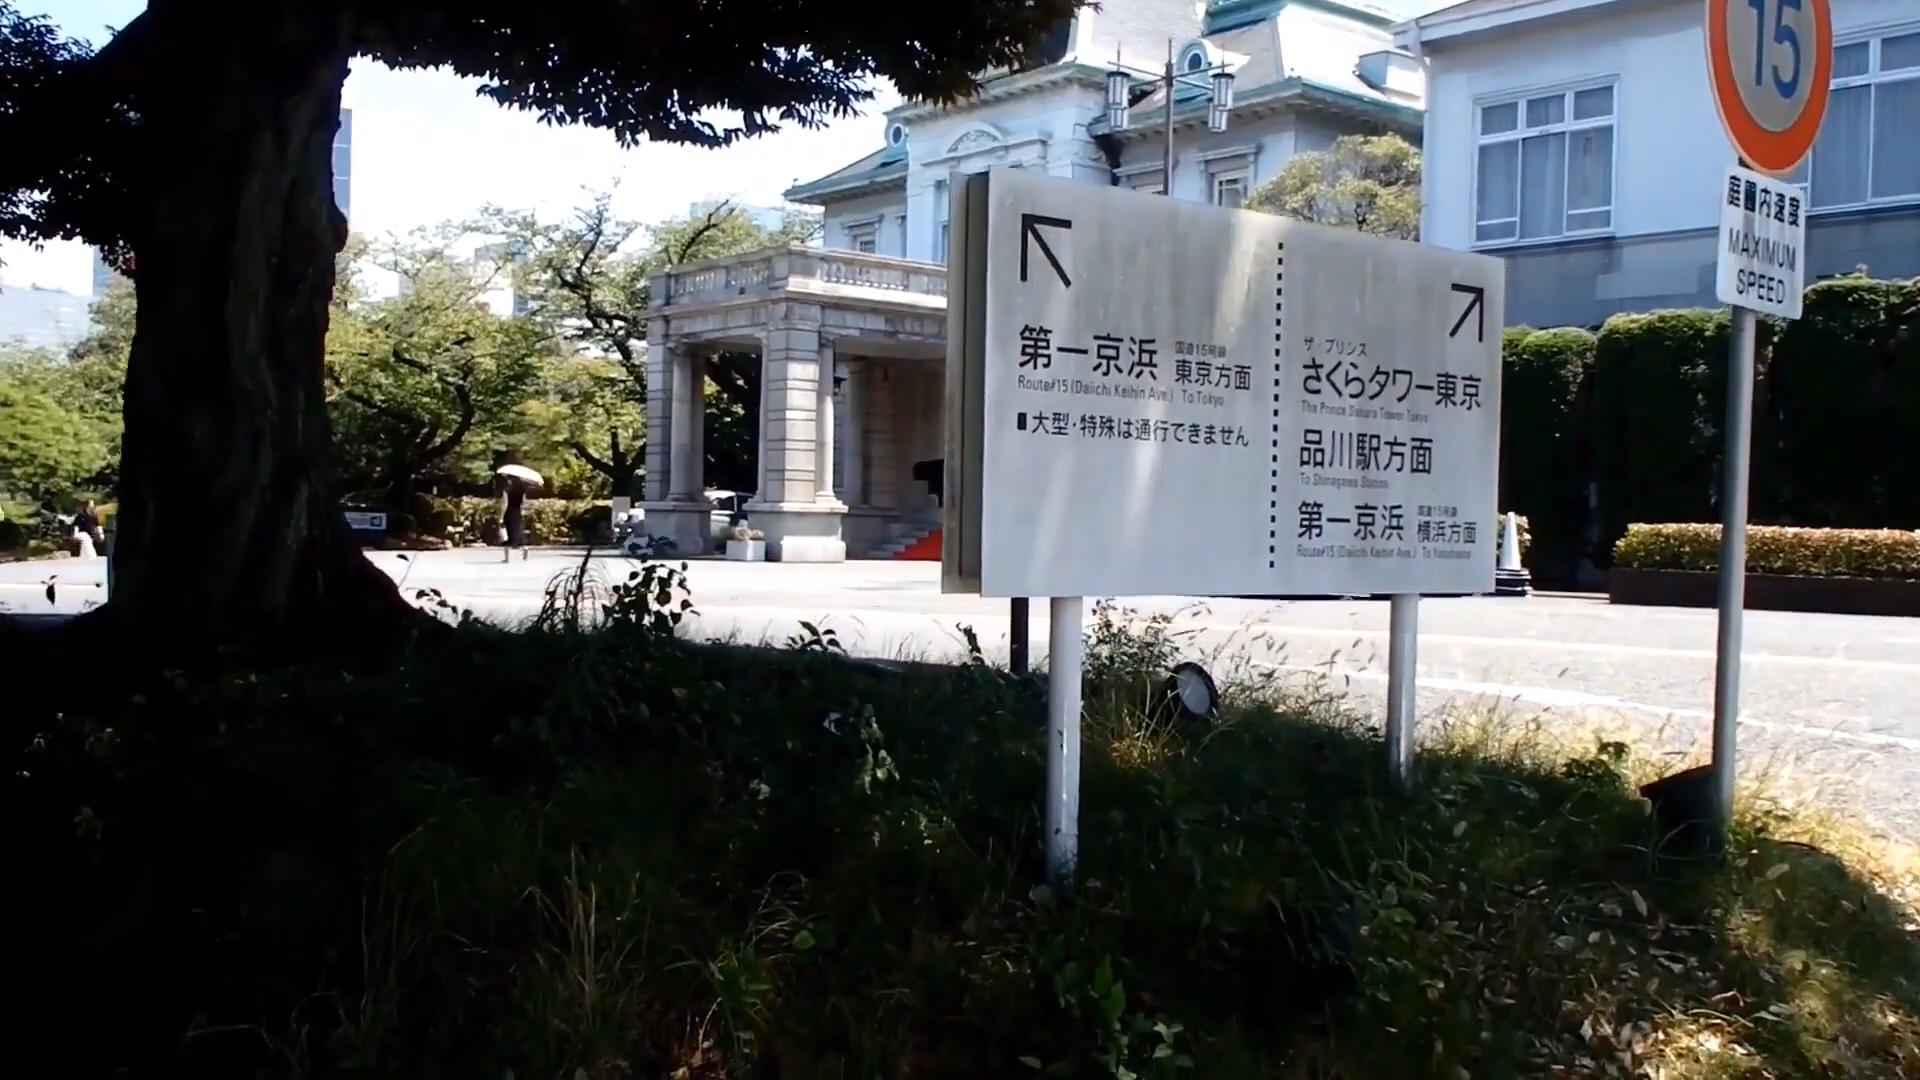 第一京浜 国道15号線 東京方面
Route#15 (Daiichi Keihin Ave.) To Tokyo
■大型・特殊は通行できません
ザ・プリンス
さくらタワー東京
The Prince Sakura Tower Tokyo
品川駅方面
To Shinagawa Station
第一京浜 国道15号線 横浜方面
Route#15 (Daiichi Keihin Ave.) To Yokohama
15
庭園内速度
MAXIMUM
SPEED